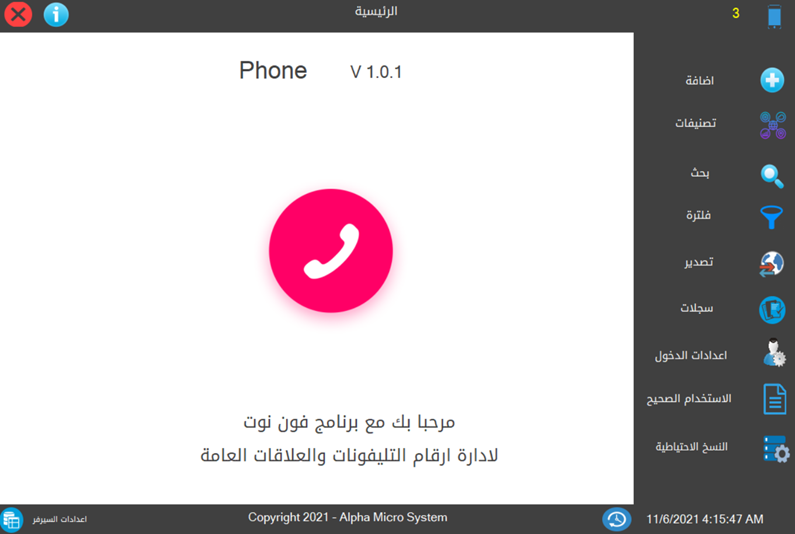 الرئيسية
3
Phone V 1.0.1
اضافة
تصنيفات
بحث
فلترة
تصدير
سجلات
اعدادات الدخول
الاستخدام الصحيح
النسخ الاحتياطية
مرحبا بك مع برنامج فون نوت
لادارة ارقام التليفونات والعلاقات العامة
اعدادات السيرفر
Copyright 2021 - Alpha Micro System
11/6/2021 4:15:47 AM